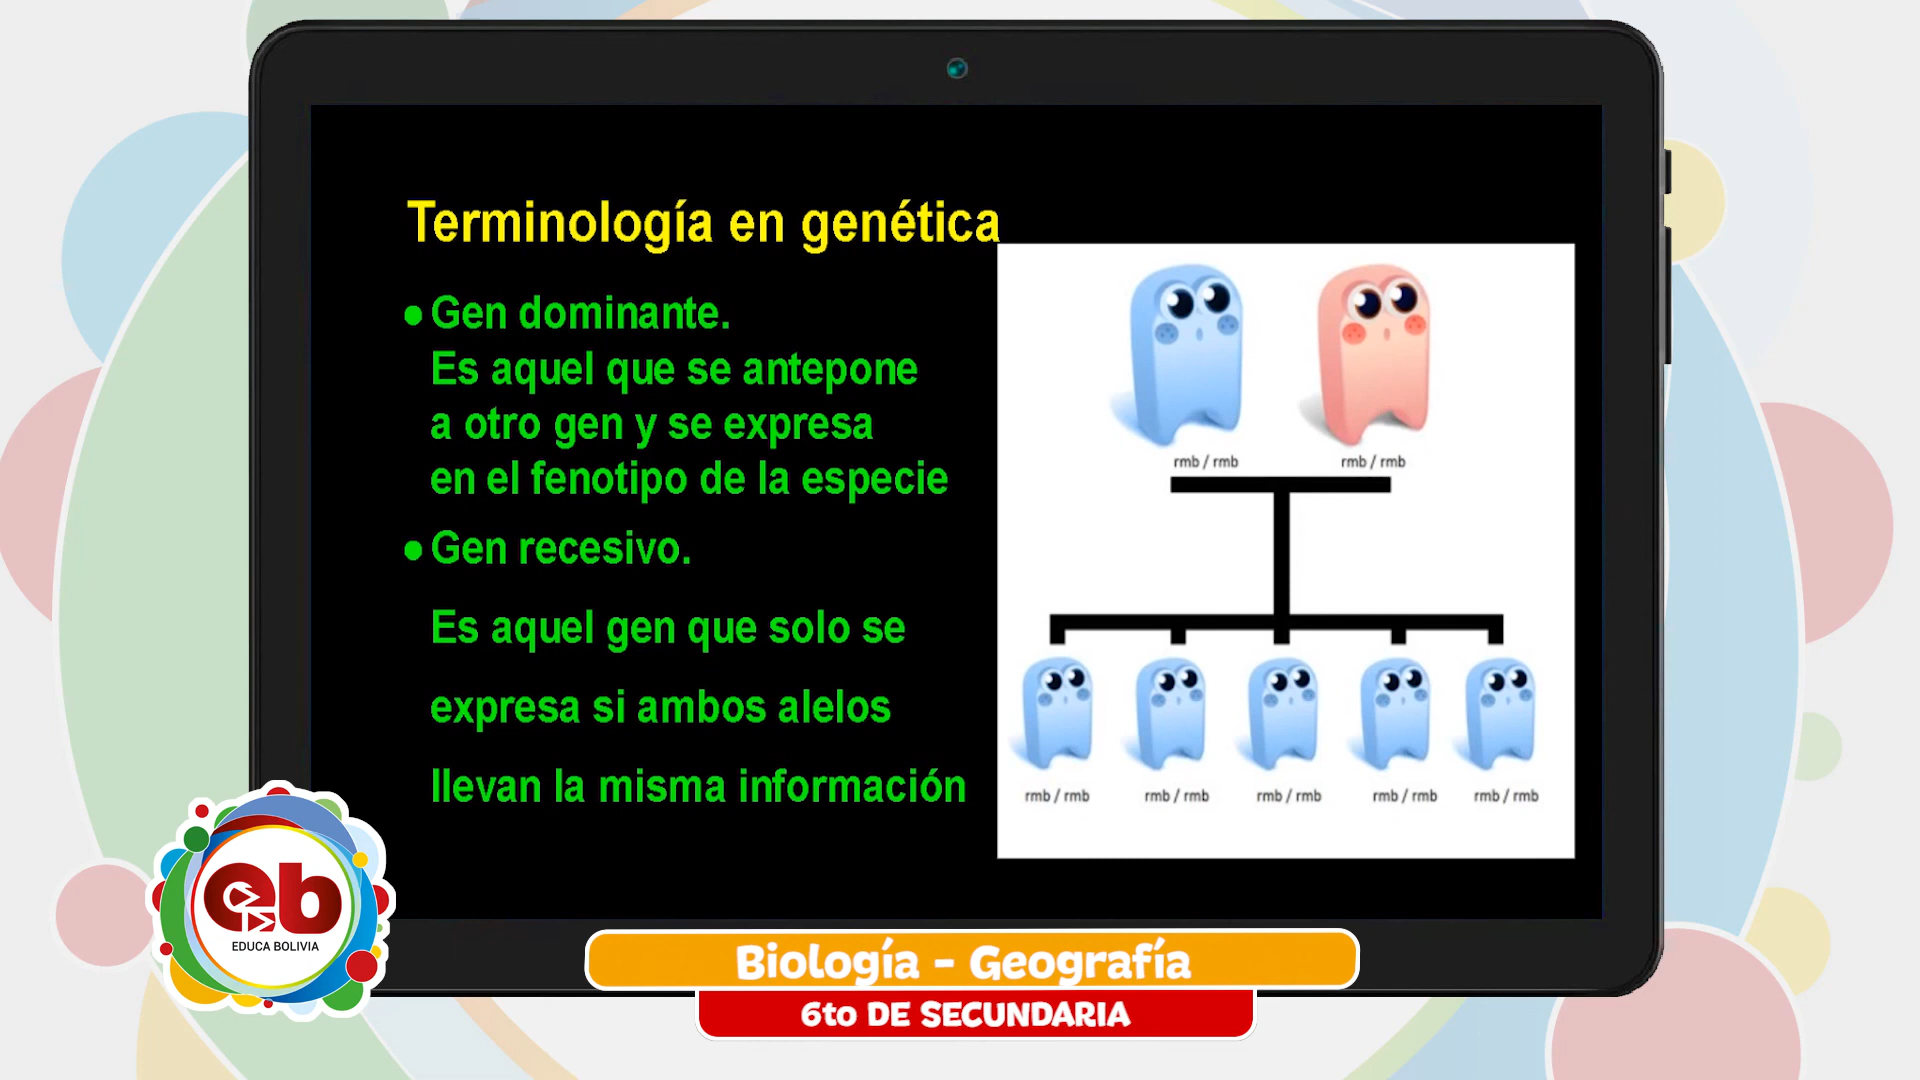 Terminología en genética
● Gen dominante.
Es aquel que se antepone
a otro gen y se expresa
en el fenotipo de la especie
● Gen recesivo.
Es aquel gen que solo se
expresa si ambos alelos
llevan la misma información
rmb / rmb rmb / rmb
rmb / rmb rmb / rmb rmb / rmb rmb / rmb rmb / rmb
eb
EDUCA BOLIVIA
Biología - Geografía
6to DE SECUNDARIA